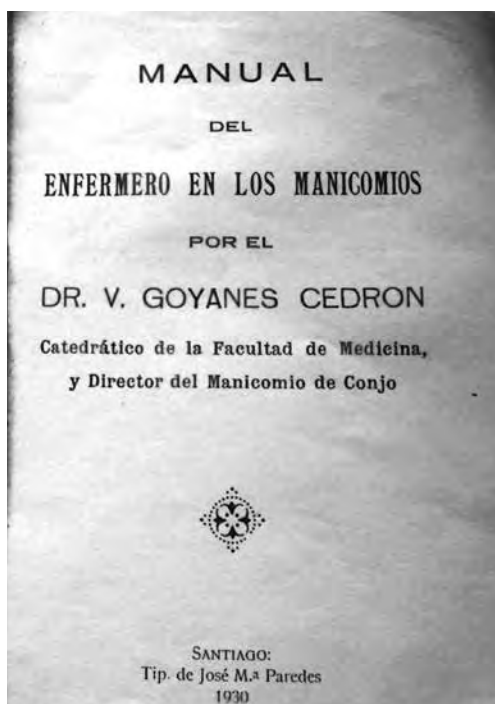 MANUAL
DEL
ENFERMERO EN LOS MANICOMIOS
POR EL
DR. V. GOYANES CEDRON
Catedrático de la Facultad de Medicina,
y Director del Manicomio de Conjo
SANTIAGO:
Tip. de José M.ª Paredes
1930